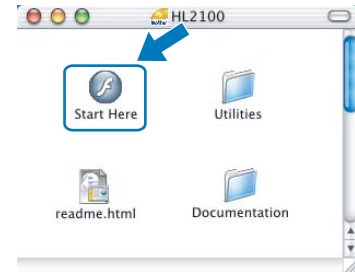 HL2100
Start Here
Utilities
readme.html
Documentation